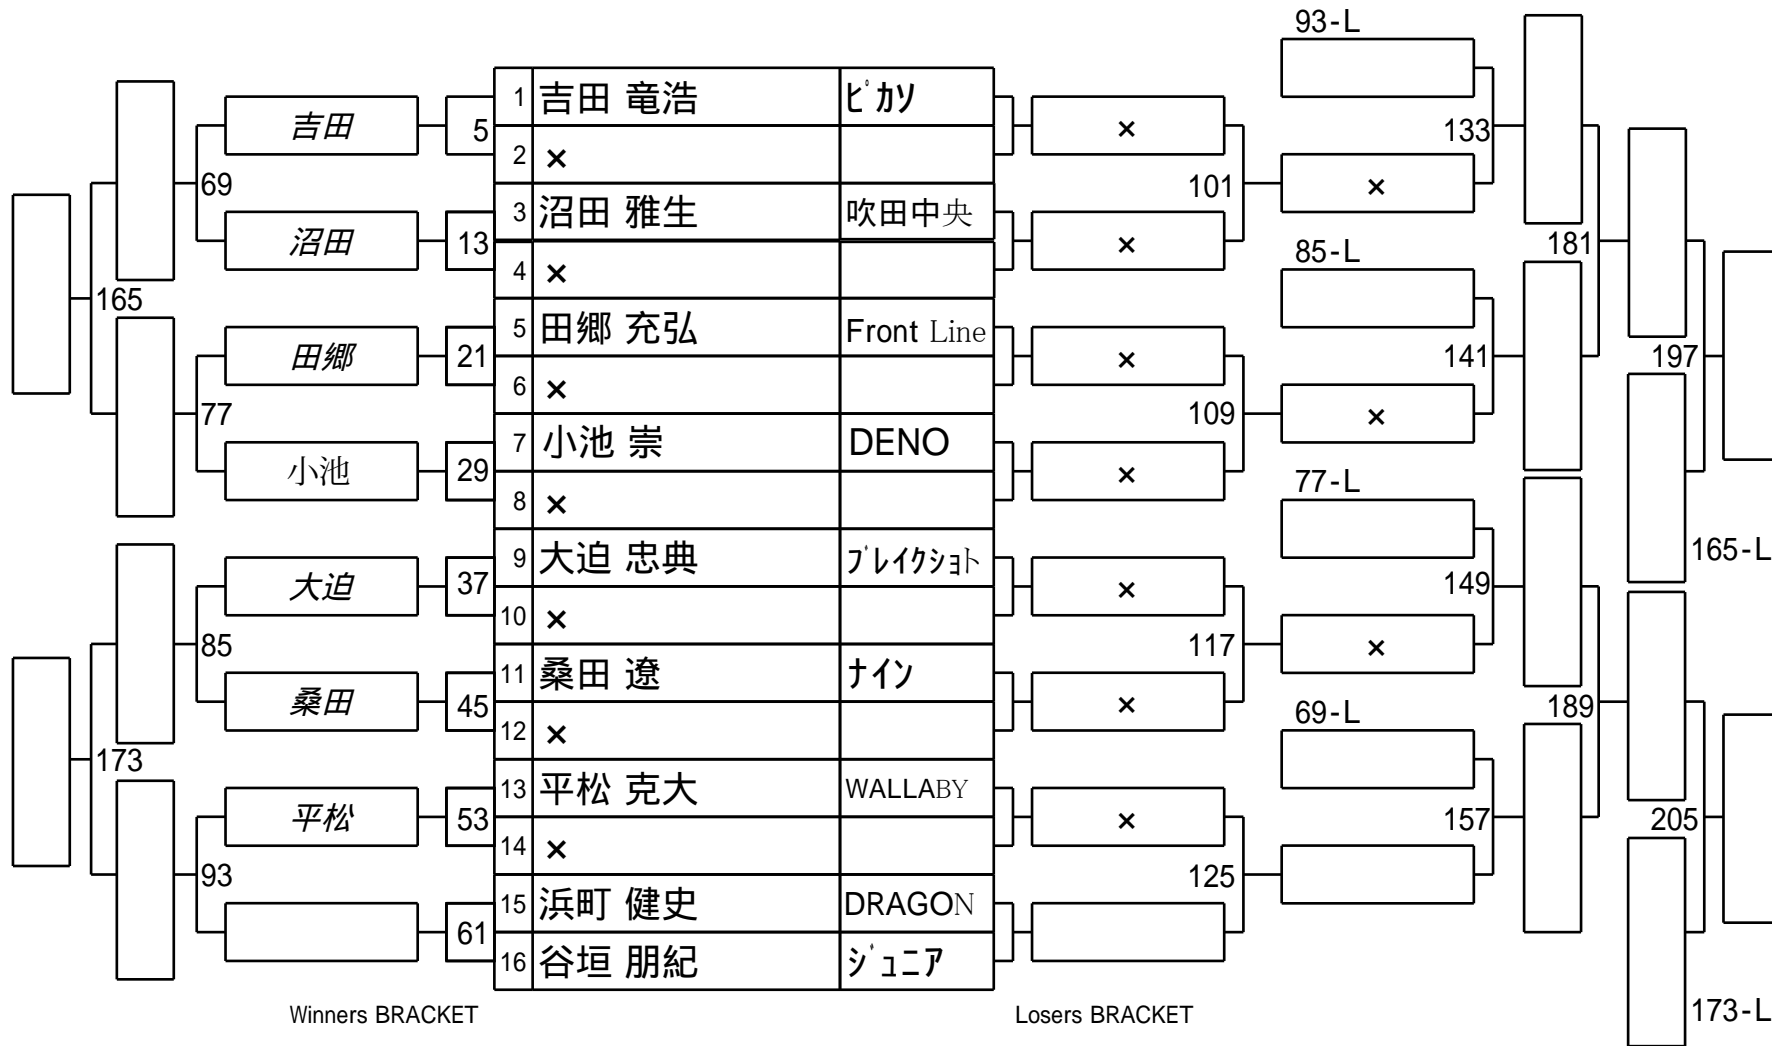 93-L
1 吉田 竜浩 ﾋﾟｶｿ
吉田 5 × 133
2 ×
69 101 ×
3 沼田 雅生 吹田中央
沼田 13 × 181
4 × 85-L
165
5 田郷 充弘 Front Line
田郷 21 × 141 197
6 ×
77 109 ×
7 小池 崇 DENO
小池 29 × 77-L
8 ×
9 大迫 忠典 ﾌﾞﾚｲｸｼｮﾄ 165-L
大迫 37 × 149
10 ×
85 117 ×
11 桑田 遼 ﾅｲﾝ
桑田 45 × 69-L 189
12 ×
173
13 平松 克大 WALLABY
平松 53 × 157 205
14 ×
93 125
15 浜町 健史 DRAGON
61
16 谷垣 朋紀 ｼﾞｭﾆｱ
Winners BRACKET Losers BRACKET 173-L